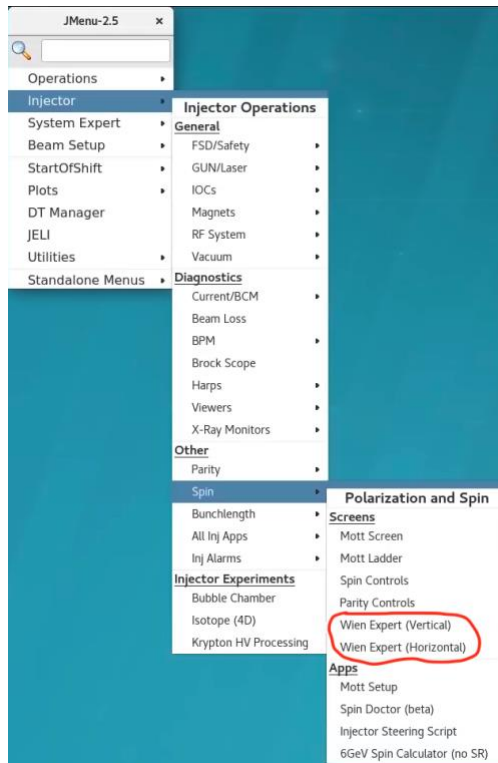 JMenu-2.5
Operations
Injector
System Expert
Beam Setup
StartOfShift
Plots
DT Manager
JELI
Utilities
Standalone Menus
Injector Operations
General
FSD/Safety
GUN/Laser
IOCs
Magnets
RF System
Vacuum
Diagnostics
Current/BCM
Beam Loss
BPM
Brock Scope
Harps
Viewers
X-Ray Monitors
Other
Parity
Spin
Bunchlength
All Inj Apps
Inj Alarms
Injector Experiments
Bubble Chamber
Isotope (4D)
Krypton HV Processing
Polarization and Spin
Screens
Mott Screen
Mott Ladder
Spin Controls
Parity Controls
Wien Expert (Vertical)
Wien Expert (Horizontal)
Apps
Mott Setup
Spin Doctor (beta)
Injector Steering Script
6GeV Spin Calculator (no SR)